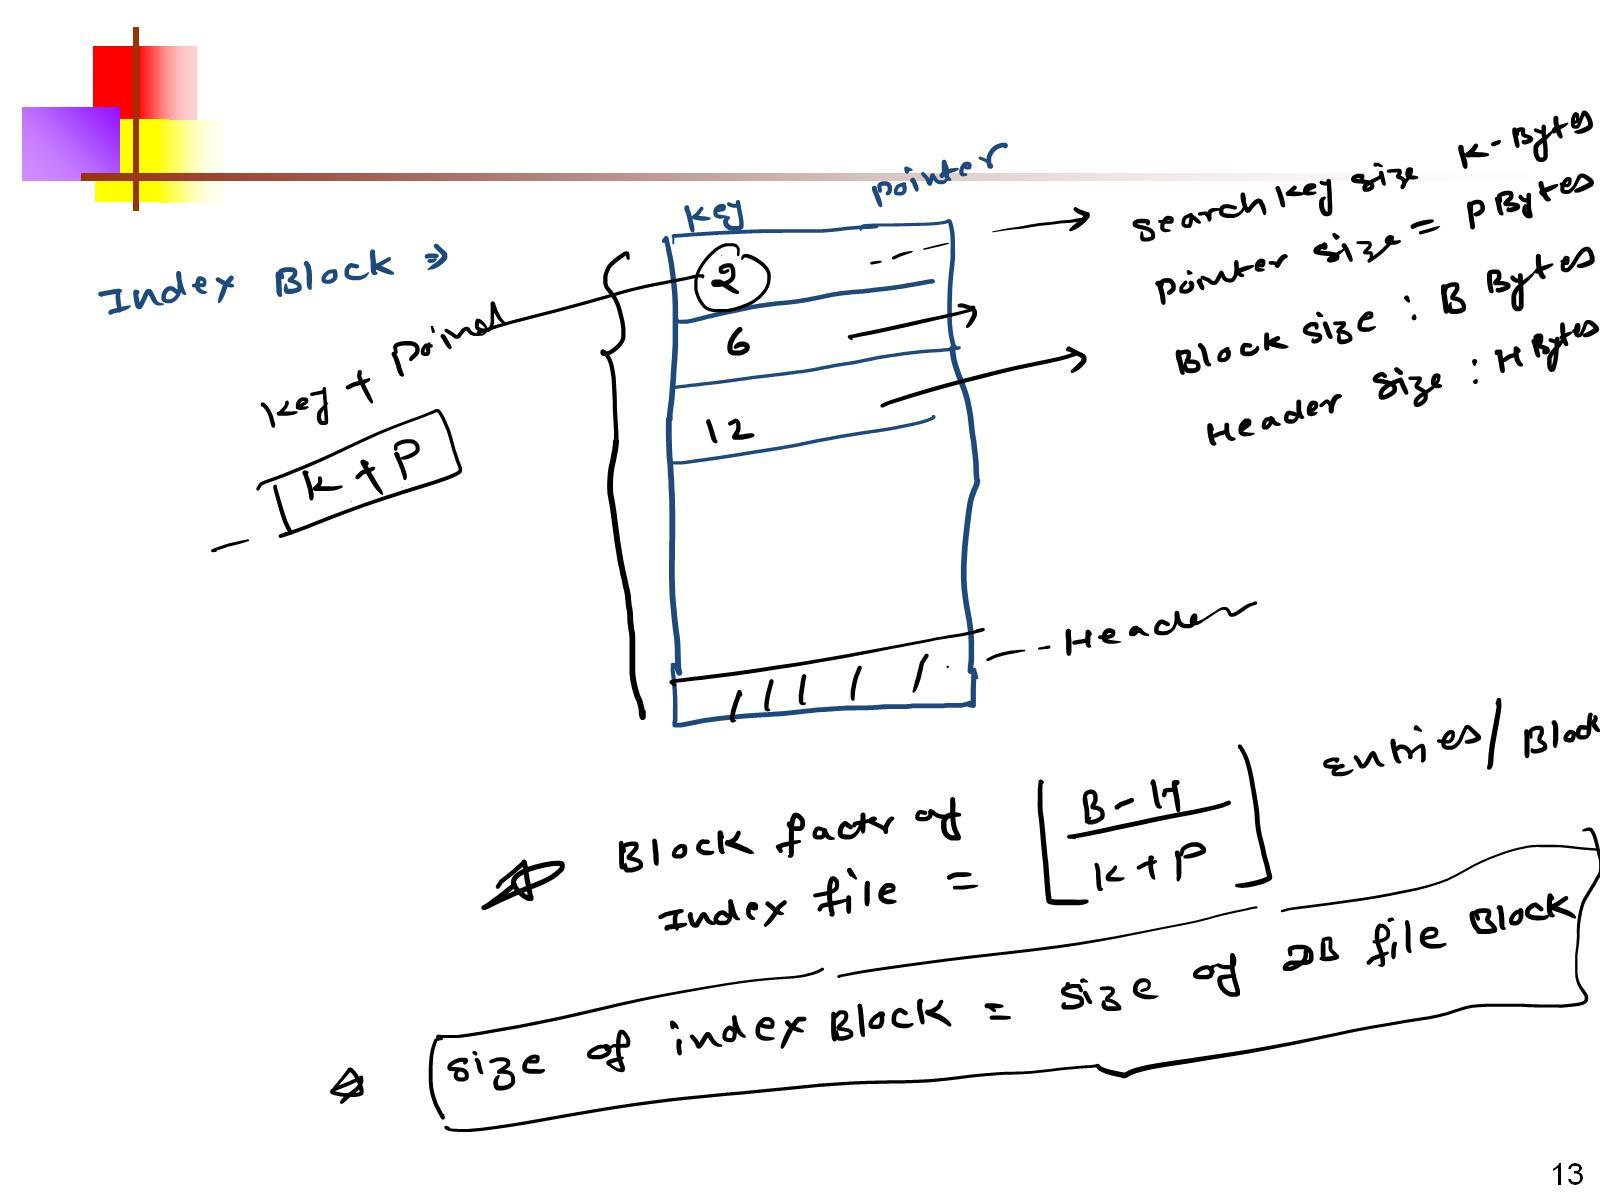 Index Block ⇒
key pointer
2
6
12
search key size K-Bytes
Pointer size = P Bytes
Block size : B Bytes
Header size : H Bytes
key +
K + P
Header
Block factr of
Index file = ⌊ B - H / K + P ⌋ entries/Block
size of index Block = size of DB file Block
13